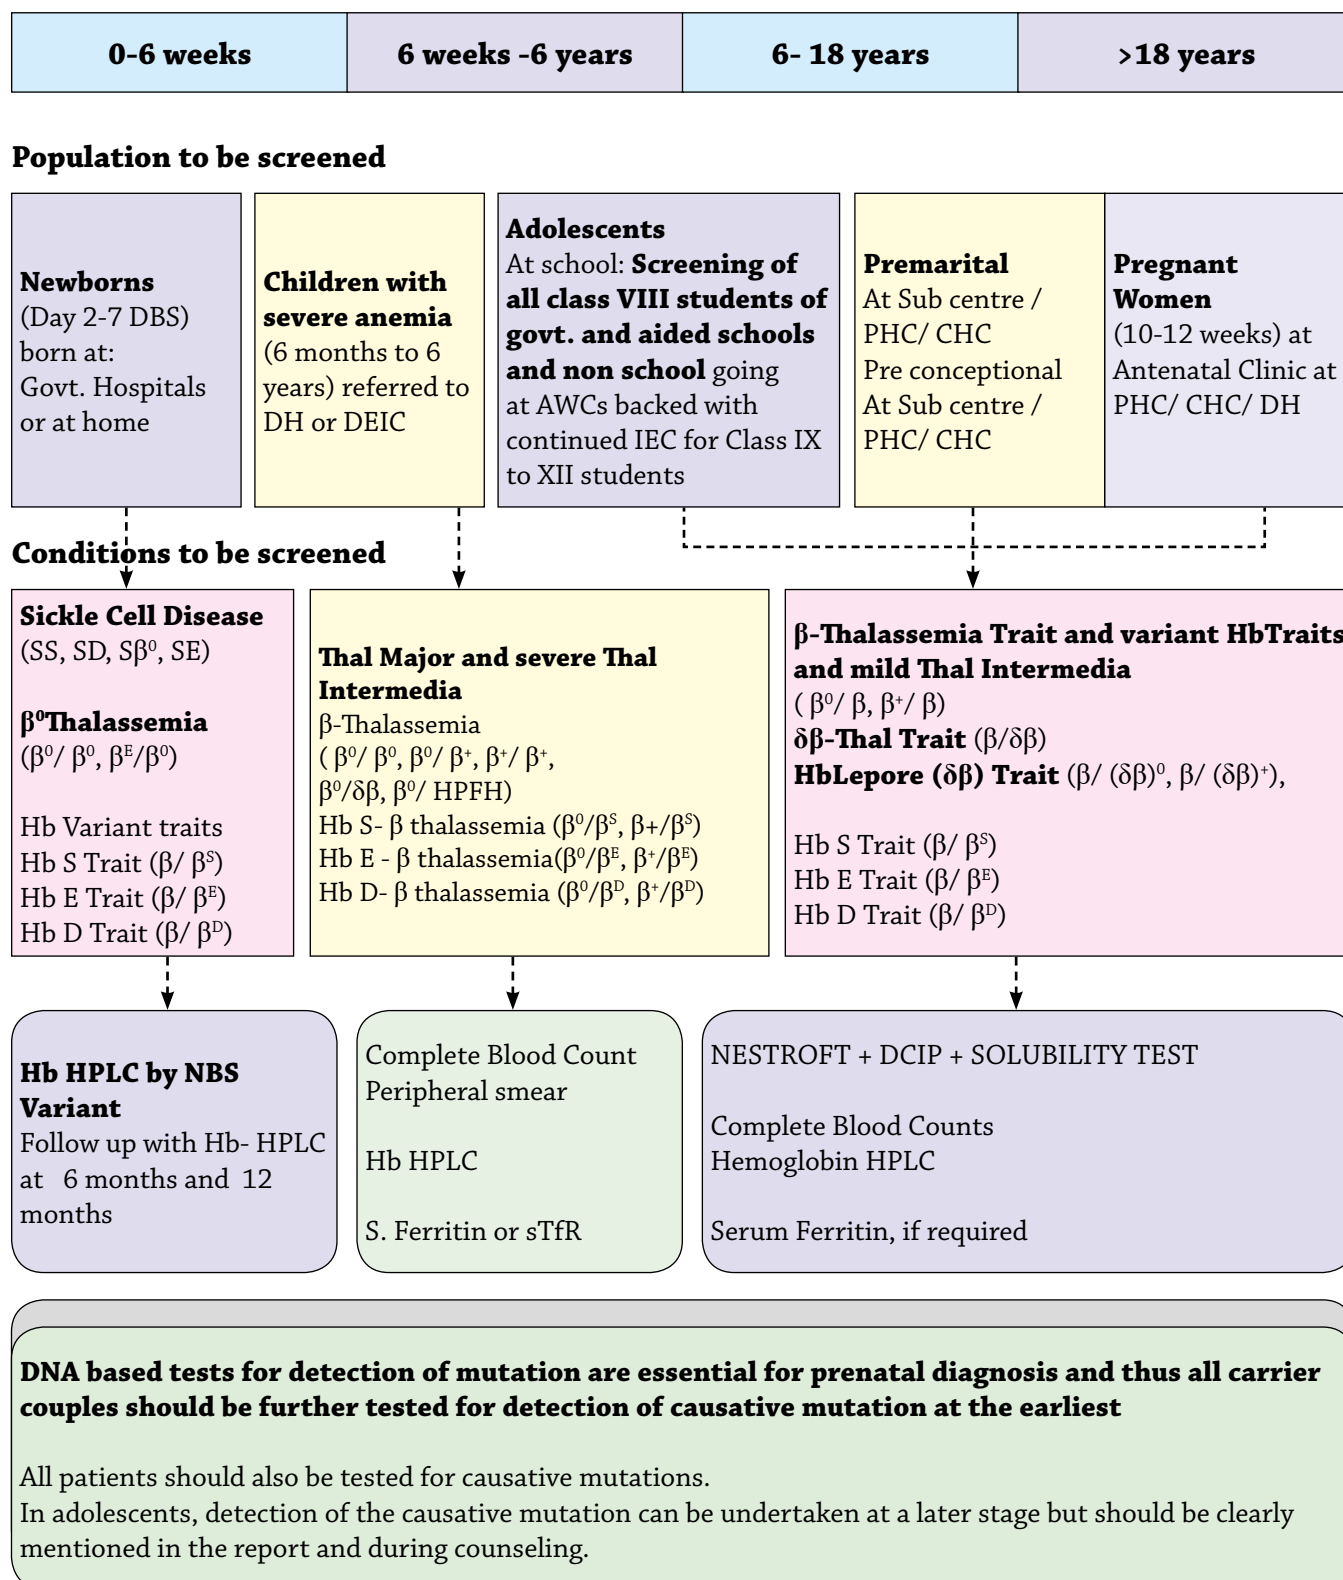 0-6 weeks
6 weeks -6 years
6- 18 years
>18 years
Population to be screened
Newborns
(Day 2-7 DBS)
born at:
Govt. Hospitals
or at home
Children with
severe anemia
(6 months to 6
years) referred to
DH or DEIC
Adolescents
At school: Screening of
all class VIII students of
govt. and aided schools
and non school going
at AWCs backed with
continued IEC for Class IX
to XII students
Premarital
At Sub centre /
PHC/ CHC
Pre conceptional
At Sub centre /
PHC/ CHC
Pregnant
Women
(10-12 weeks) at
Antenatal Clinic at
PHC/ CHC/ DH
Conditions to be screened
Sickle Cell Disease
(SS, SD, Sβ⁰, SE)
β⁰Thalassemia
(β⁰/ β⁰, βᴱ/β⁰)
Hb Variant traits
Hb S Trait (β/ βˢ)
Hb E Trait (β/ βᴱ)
Hb D Trait (β/ βᴰ)
Thal Major and severe Thal
Intermedia
β-Thalassemia
( β⁰/ β⁰, β⁰/ β⁺, β⁺/ β⁺,
β⁰/δβ, β⁰/ HPFH)
Hb S- β thalassemia (β⁰/βˢ, β+/βˢ)
Hb E - β thalassemia(β⁰/βᴱ, β⁺/βᴱ)
Hb D- β thalassemia (β⁰/βᴰ, β⁺/βᴰ)
β-Thalassemia Trait and variant HbTraits
and mild Thal Intermedia
( β⁰/ β, β⁺/ β)
δβ-Thal Trait (β/δβ)
HbLepore (δβ) Trait (β/ (δβ)⁰, β/ (δβ)⁺),
Hb S Trait (β/ βˢ)
Hb E Trait (β/ βᴱ)
Hb D Trait (β/ βᴰ)
Hb HPLC by NBS
Variant
Follow up with Hb- HPLC
at 6 months and 12
months
Complete Blood Count
Peripheral smear
Hb HPLC
S. Ferritin or sTfR
NESTROFT + DCIP + SOLUBILITY TEST
Complete Blood Counts
Hemoglobin HPLC
Serum Ferritin, if required
DNA based tests for detection of mutation are essential for prenatal diagnosis and thus all carrier
couples should be further tested for detection of causative mutation at the earliest
All patients should also be tested for causative mutations.
In adolescents, detection of the causative mutation can be undertaken at a later stage but should be clearly
mentioned in the report and during counseling.